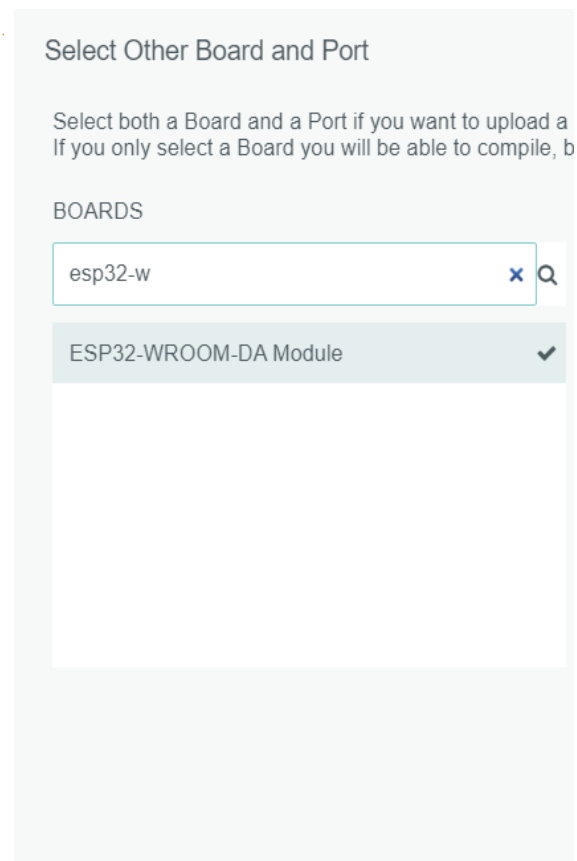 Select Other Board and Port
Select both a Board and a Port if you want to upload a
If you only select a Board you will be able to compile, b
BOARDS
esp32-w
ESP32-WROOM-DA Module